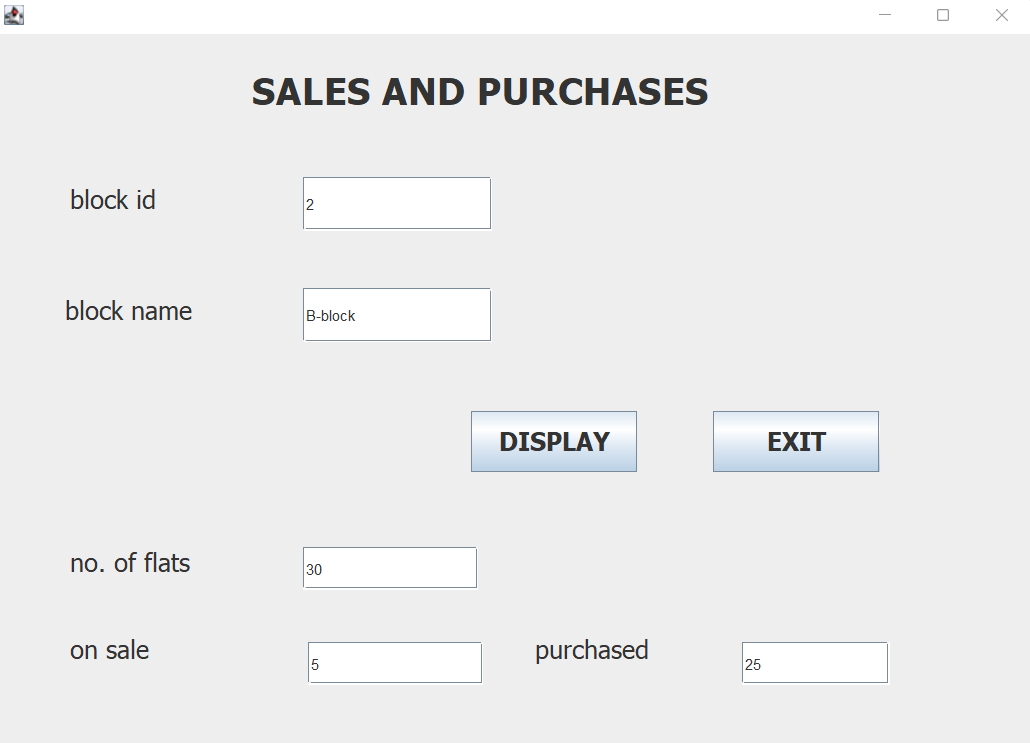 SALES AND PURCHASES
block id
2
block name
B-block
DISPLAY EXIT
no. of flats
30
on sale
5
purchased
25